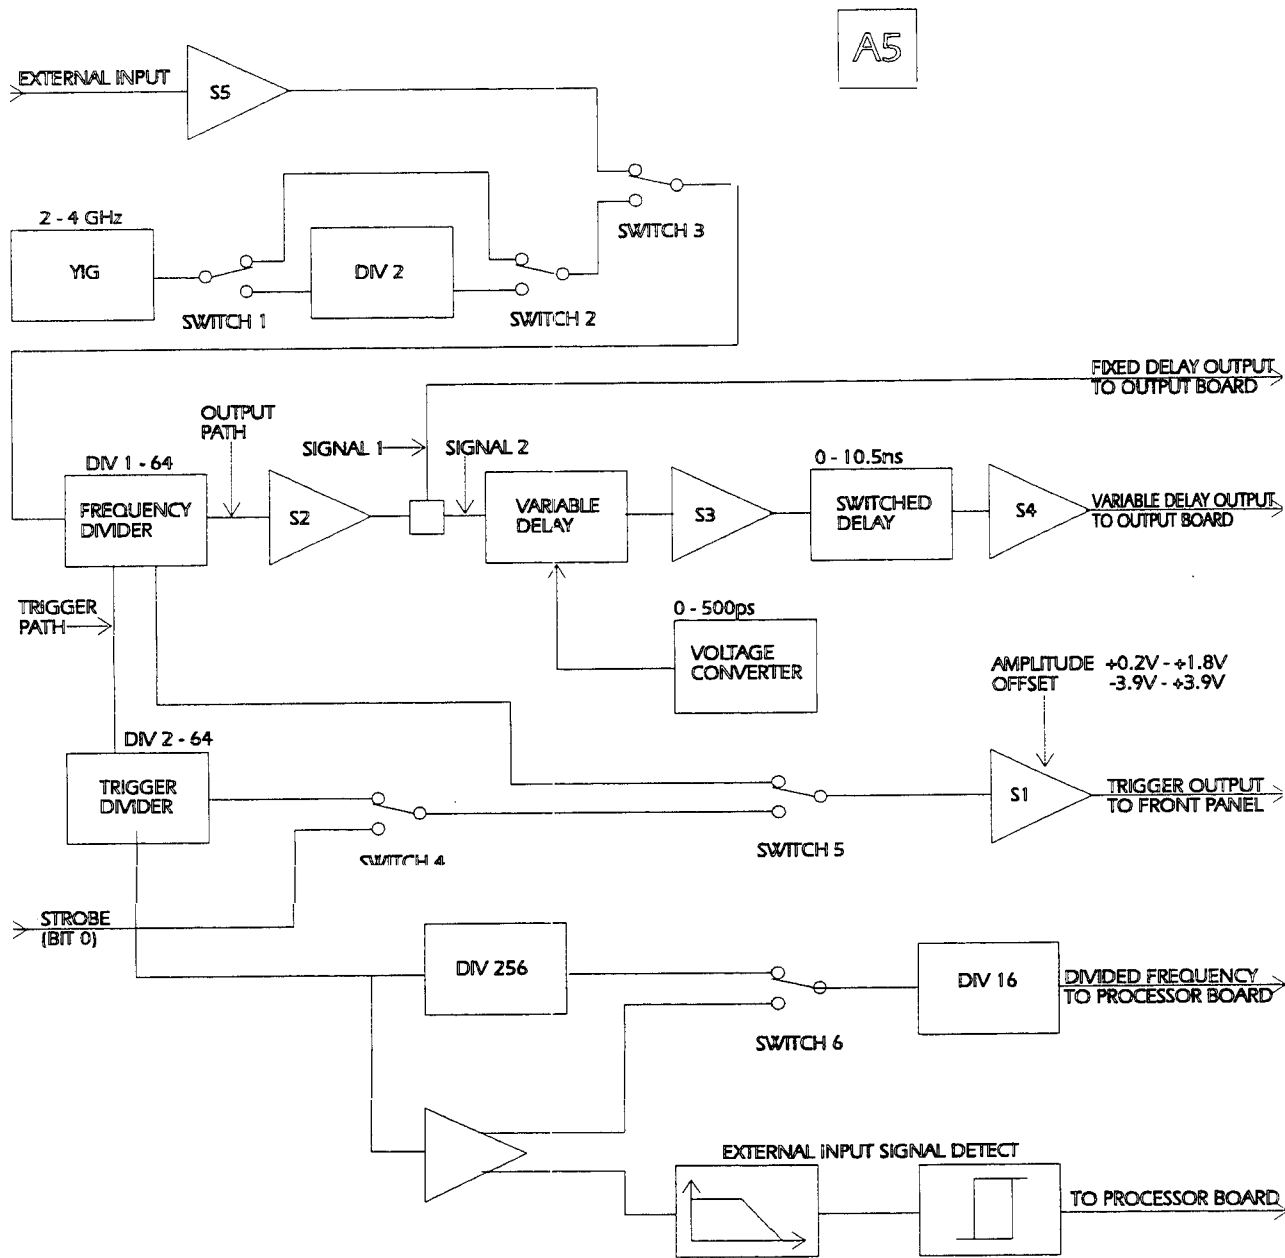 A5
EXTERNAL INPUT
S5
2 - 4 GHz
YIG
SWITCH 1
DIV 2
SWITCH 2
SWITCH 3
FIXED DELAY OUTPUT
TO OUTPUT BOARD
OUTPUT
PATH
SIGNAL 1
SIGNAL 2
DIV 1 - 64
FREQUENCY
DIVIDER
S2
VARIABLE
DELAY
S3
0 - 10.5ns
SWITCHED
DELAY
S4
VARIABLE DELAY OUTPUT
TO OUTPUT BOARD
TRIGGER
PATH
0 - 500ps
VOLTAGE
CONVERTER
AMPLITUDE +0.2V - +1.8V
OFFSET -3.9V - +3.9V
DIV 2 - 64
TRIGGER
DIVIDER
SWITCH 4
SWITCH 5
S1
TRIGGER OUTPUT
TO FRONT PANEL
STROBE
(BIT 0)
DIV 256
SWITCH 6
DIV 16
DIVIDED FREQUENCY
TO PROCESSOR BOARD
EXTERNAL INPUT SIGNAL DETECT
TO PROCESSOR BOARD